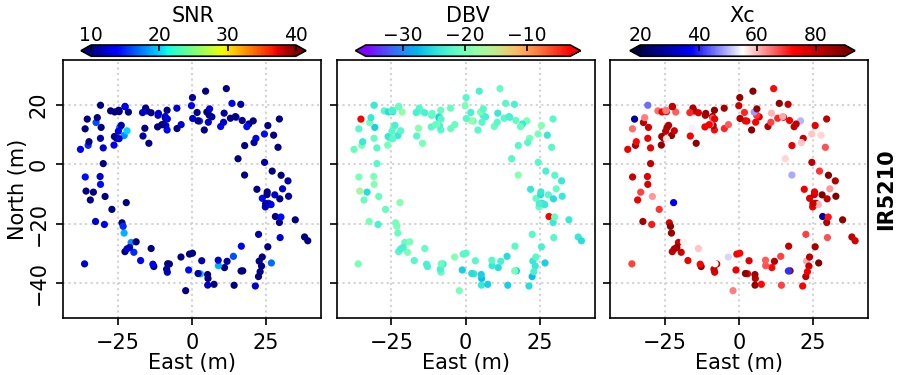 SNR DBV Xc
10 20 30 40 −30 −20 −10 20 40 60 80
20
0
−20
−40
North (m)
IR5210
−25 0 25 −25 0 25 −25 0 25
East (m) East (m) East (m)